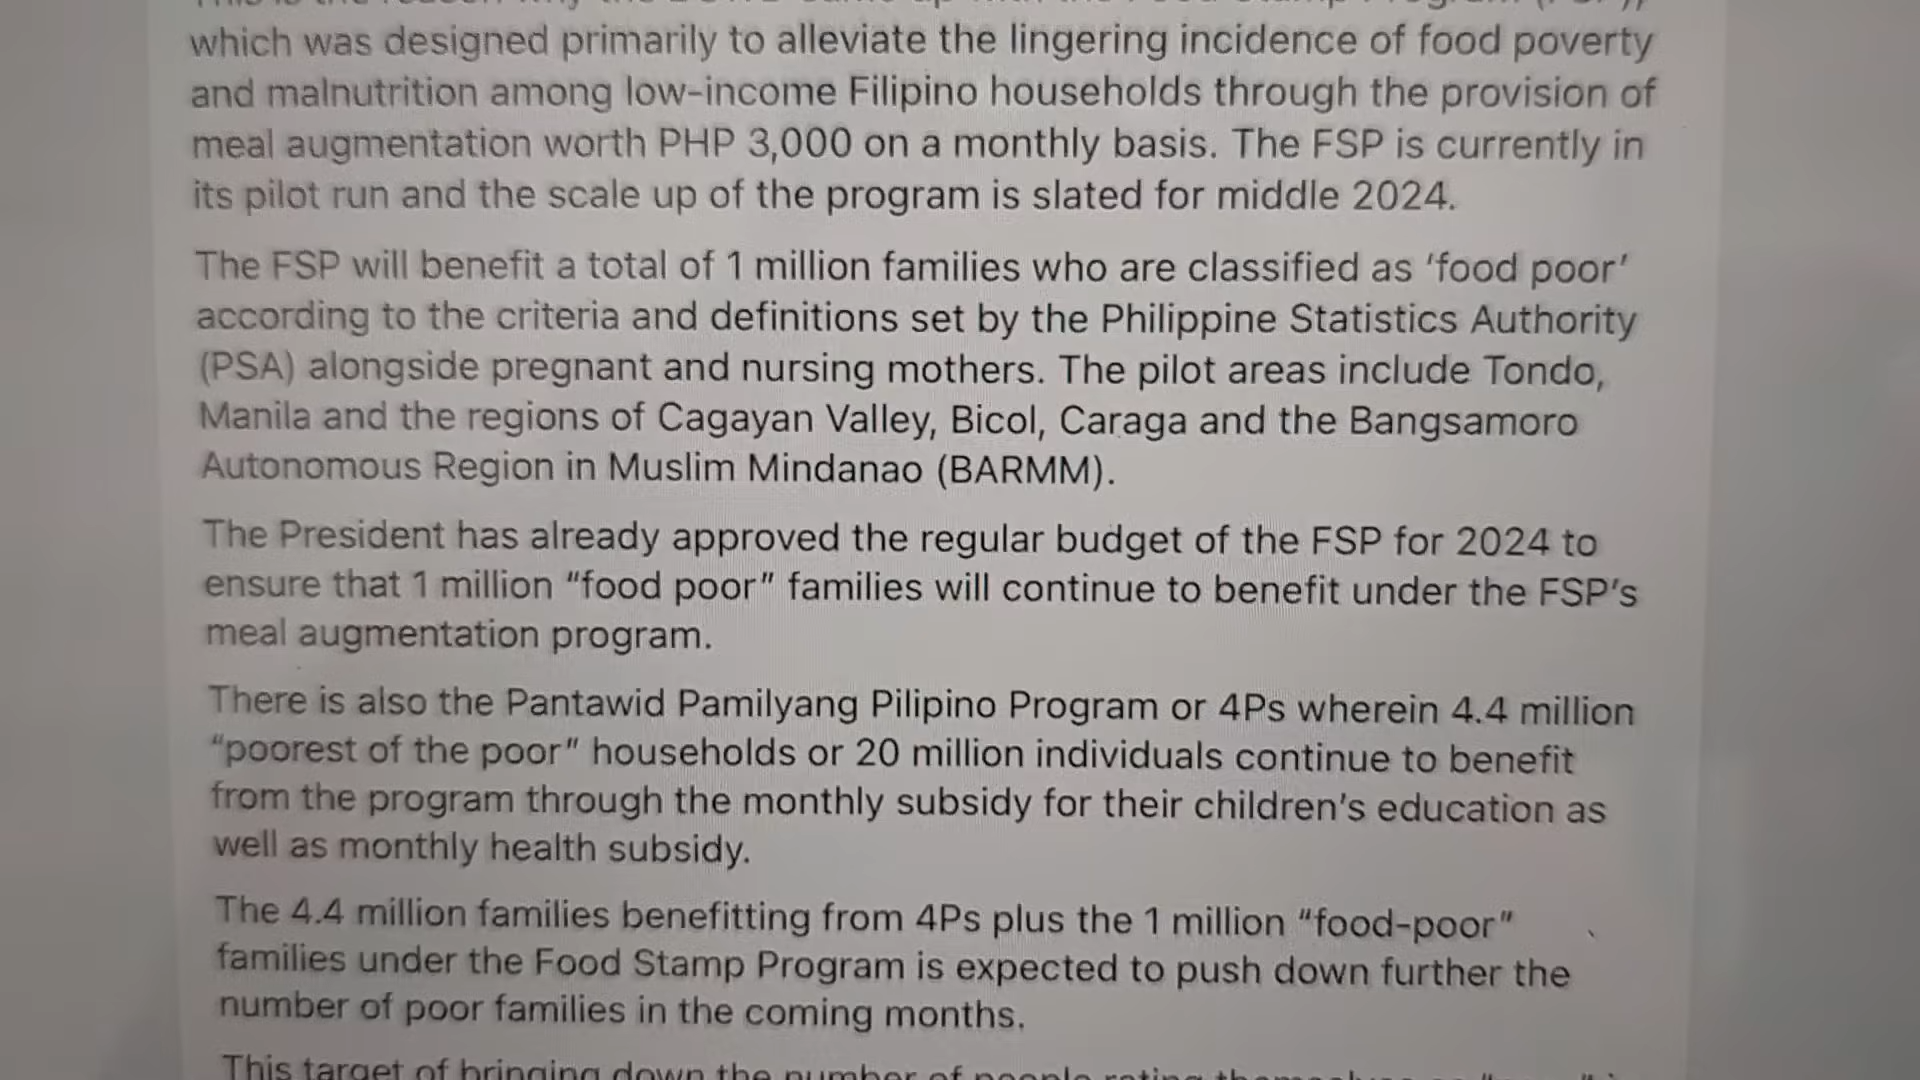 which was designed primarily to alleviate the lingering incidence of food poverty
and malnutrition among low-income Filipino households through the provision of
meal augmentation worth PHP 3,000 on a monthly basis. The FSP is currently in
its pilot run and the scale up of the program is slated for middle 2024.
The FSP will benefit a total of 1 million families who are classified as ‘food poor’
according to the criteria and definitions set by the Philippine Statistics Authority
(PSA) alongside pregnant and nursing mothers. The pilot areas include Tondo,
Manila and the regions of Cagayan Valley, Bicol, Caraga and the Bangsamoro
Autonomous Region in Muslim Mindanao (BARMM).
The President has already approved the regular budget of the FSP for 2024 to
ensure that 1 million “food poor” families will continue to benefit under the FSP’s
meal augmentation program.
There is also the Pantawid Pamilyang Pilipino Program or 4Ps wherein 4.4 million
“poorest of the poor” households or 20 million individuals continue to benefit
from the program through the monthly subsidy for their children’s education as
well as monthly health subsidy.
The 4.4 million families benefitting from 4Ps plus the 1 million “food-poor”
families under the Food Stamp Program is expected to push down further the
number of poor families in the coming months.
This target of bringing down the number of people rating themselves